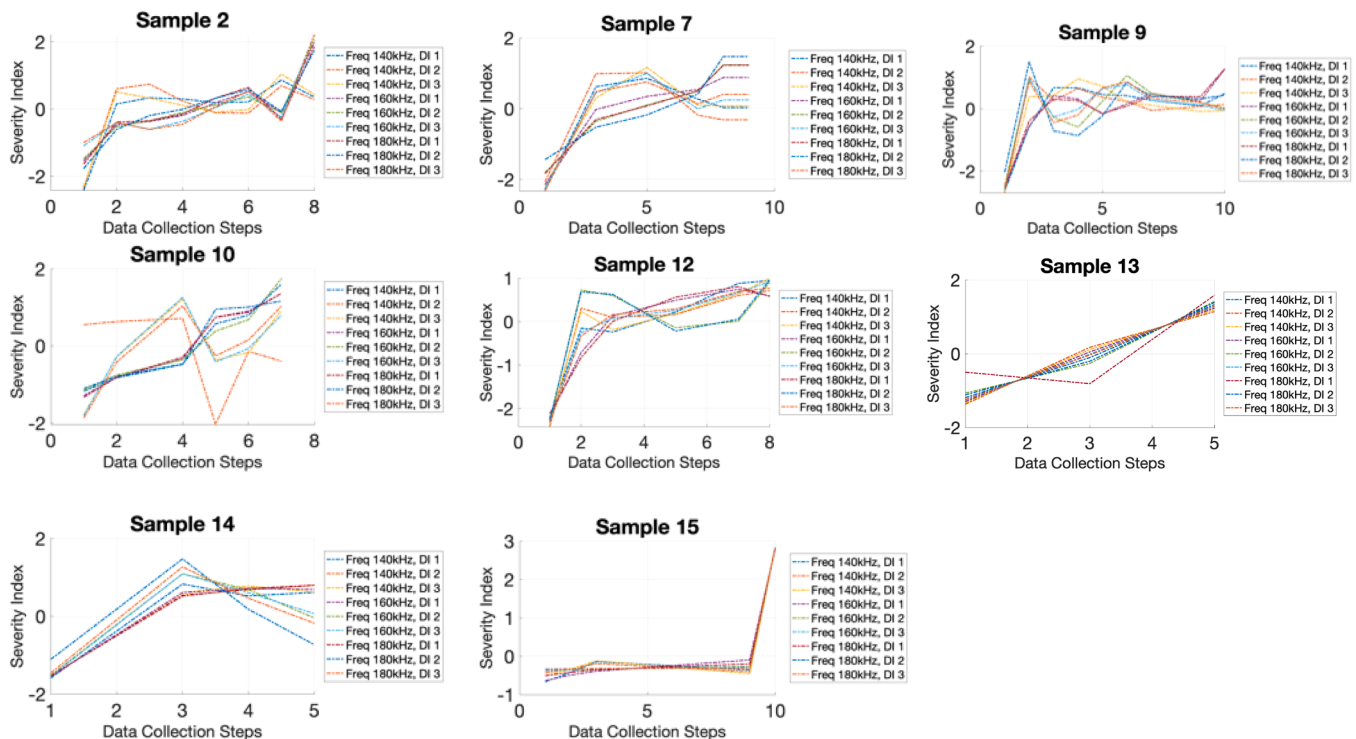 Sample 2
Severity Index
2
0
-2
0 2 4 6 8
Data Collection Steps
Freq 140kHz, DI 1
Freq 140kHz, DI 2
Freq 140kHz, DI 3
Freq 160kHz, DI 1
Freq 160kHz, DI 2
Freq 160kHz, DI 3
Freq 180kHz, DI 1
Freq 180kHz, DI 2
Freq 180kHz, DI 3
Sample 7
Severity Index
2
0
-2
0 5 10
Data Collection Steps
Freq 140kHz, DI 1
Freq 140kHz, DI 2
Freq 140kHz, DI 3
Freq 160kHz, DI 1
Freq 160kHz, DI 2
Freq 160kHz, DI 3
Freq 180kHz, DI 1
Freq 180kHz, DI 2
Freq 180kHz, DI 3
Sample 9
Severity Index
2
0
-2
0 5 10
Data Collection Steps
Freq 140kHz, DI 1
Freq 140kHz, DI 2
Freq 140kHz, DI 3
Freq 160kHz, DI 1
Freq 160kHz, DI 2
Freq 160kHz, DI 3
Freq 180kHz, DI 1
Freq 180kHz, DI 2
Freq 180kHz, DI 3
Sample 10
Severity Index
2
0
-2
0 2 4 6 8
Data Collection Steps
Freq 140kHz, DI 1
Freq 140kHz, DI 2
Freq 140kHz, DI 3
Freq 160kHz, DI 1
Freq 160kHz, DI 2
Freq 160kHz, DI 3
Freq 180kHz, DI 1
Freq 180kHz, DI 2
Freq 180kHz, DI 3
Sample 12
Severity Index
1
0
-1
-2
0 2 4 6 8
Data Collection Steps
Freq 140kHz, DI 1
Freq 140kHz, DI 2
Freq 140kHz, DI 3
Freq 160kHz, DI 1
Freq 160kHz, DI 2
Freq 160kHz, DI 3
Freq 180kHz, DI 1
Freq 180kHz, DI 2
Freq 180kHz, DI 3
Sample 13
Severity Index
2
0
-2
1 2 3 4 5
Data Collection Steps
Freq 140kHz, DI 1
Freq 140kHz, DI 2
Freq 140kHz, DI 3
Freq 160kHz, DI 1
Freq 160kHz, DI 2
Freq 160kHz, DI 3
Freq 180kHz, DI 1
Freq 180kHz, DI 2
Freq 180kHz, DI 3
Sample 14
Severity Index
2
0
-2
1 2 3 4 5
Data Collection Steps
Freq 140kHz, DI 1
Freq 140kHz, DI 2
Freq 140kHz, DI 3
Freq 160kHz, DI 1
Freq 160kHz, DI 2
Freq 160kHz, DI 3
Freq 180kHz, DI 1
Freq 180kHz, DI 2
Freq 180kHz, DI 3
Sample 15
Severity Index
3
2
1
0
-1
0 5 10
Data Collection Steps
Freq 140kHz, DI 1
Freq 140kHz, DI 2
Freq 140kHz, DI 3
Freq 160kHz, DI 1
Freq 160kHz, DI 2
Freq 160kHz, DI 3
Freq 180kHz, DI 1
Freq 180kHz, DI 2
Freq 180kHz, DI 3